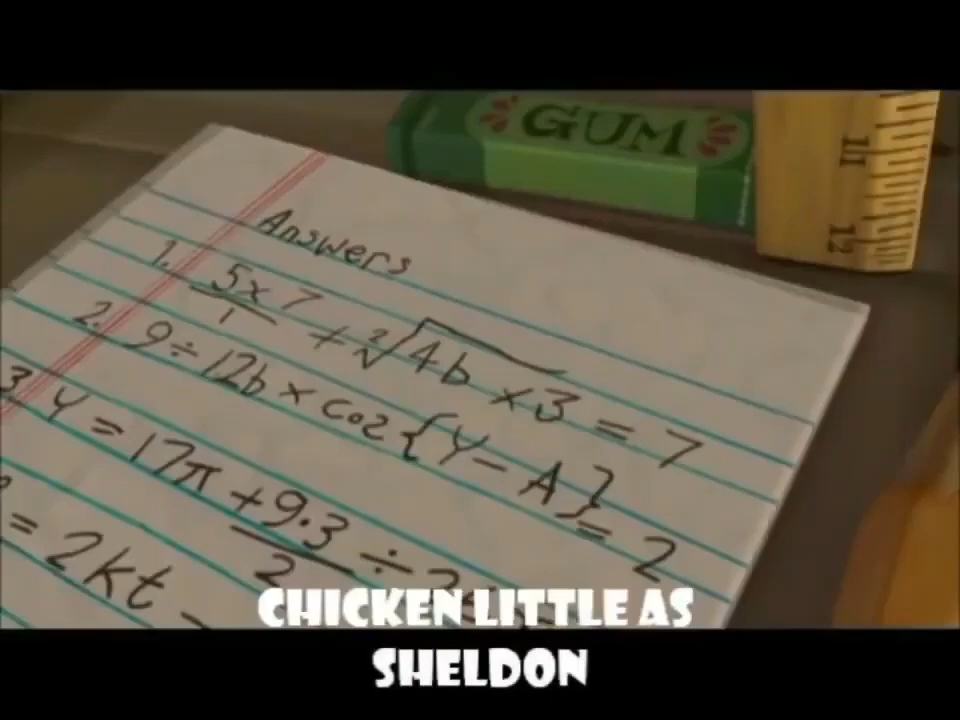 GUM
11
12
Answers
1. 5x7/1 + ²√4b × 3 = 7
2. 9 ÷ 12b × cos {Y - A} = 2
3. Y = 17π + 9.3/2 ÷
= 2kt -
CHICKEN LITTLE AS
SHELDON